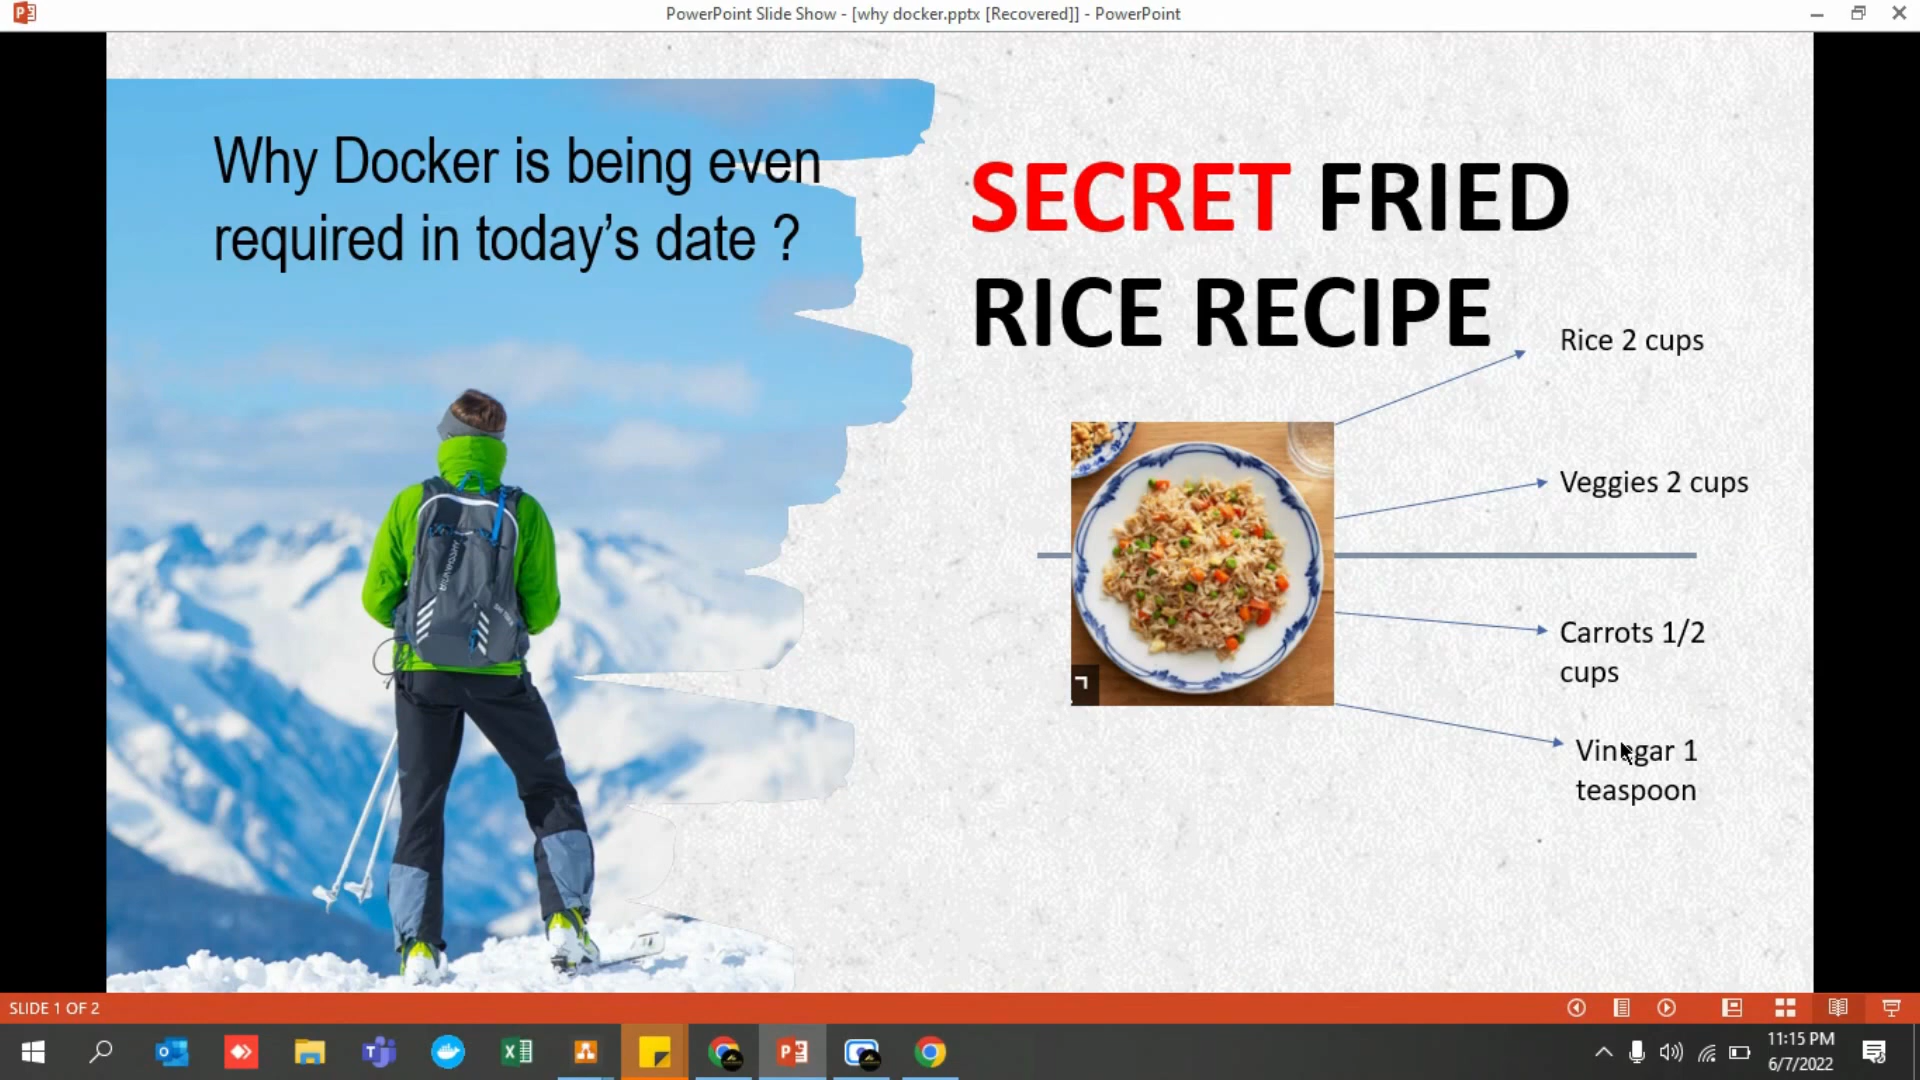 PowerPoint Slide Show - [why docker.pptx [Recovered]] - PowerPoint
Why Docker is being even
required in today's date ?
SECRET FRIED
RICE RECIPE
Rice 2 cups
Veggies 2 cups
Carrots 1/2
cups
Vinegar 1
teaspoon
SLIDE 1 OF 2
11:15 PM
6/7/2022